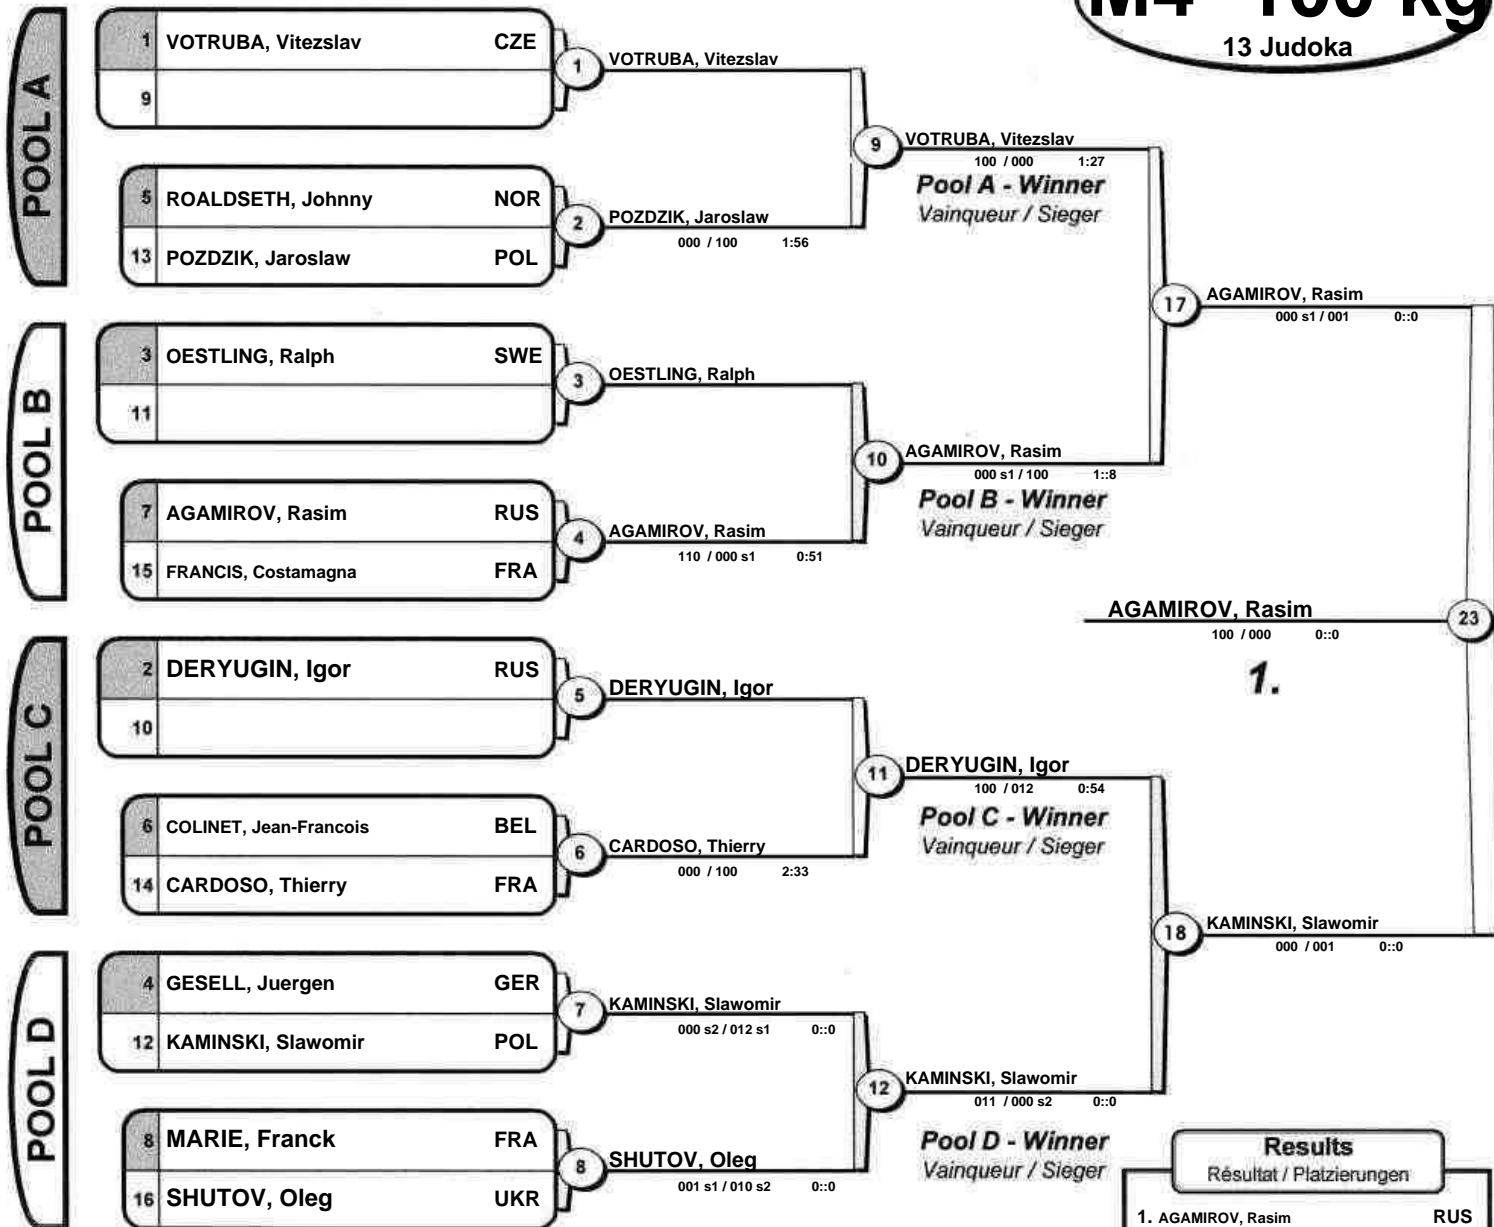 M4 -100 kg
13 Judoka
POOL A
1 VOTRUBA, Vitezslav CZE
9
5 ROALDSETH, Johnny NOR
13 POZDZIK, Jaroslaw POL
1 VOTRUBA, Vitezslav
2 POZDZIK, Jaroslaw
000 / 100 1:56
9 VOTRUBA, Vitezslav
100 / 000 1:27
Pool A - Winner
Vainqueur / Sieger
POOL B
3 OESTLING, Ralph SWE
11
7 AGAMIROV, Rasim RUS
15 FRANCIS, Costamagna FRA
3 OESTLING, Ralph
4 AGAMIROV, Rasim
110 / 000 s1 0:51
10 AGAMIROV, Rasim
000 s1 / 100 1::8
Pool B - Winner
Vainqueur / Sieger
17 AGAMIROV, Rasim
000 s1 / 001 0::0
AGAMIROV, Rasim 23
100 / 000 0::0
1.
POOL C
2 DERYUGIN, Igor RUS
10
6 COLINET, Jean-Francois BEL
14 CARDOSO, Thierry FRA
5 DERYUGIN, Igor
6 CARDOSO, Thierry
000 / 100 2:33
11 DERYUGIN, Igor
100 / 012 0:54
Pool C - Winner
Vainqueur / Sieger
18 KAMINSKI, Slawomir
000 / 001 0::0
POOL D
4 GESELL, Juergen GER
12 KAMINSKI, Slawomir POL
8 MARIE, Franck FRA
16 SHUTOV, Oleg UKR
7 KAMINSKI, Slawomir
000 s2 / 012 s1 0::0
8 SHUTOV, Oleg
001 s1 / 010 s2 0::0
12 KAMINSKI, Slawomir
011 / 000 s2 0::0
Pool D - Winner
Vainqueur / Sieger
Results
Résultat / Platzierungen
1. AGAMIROV, Rasim RUS